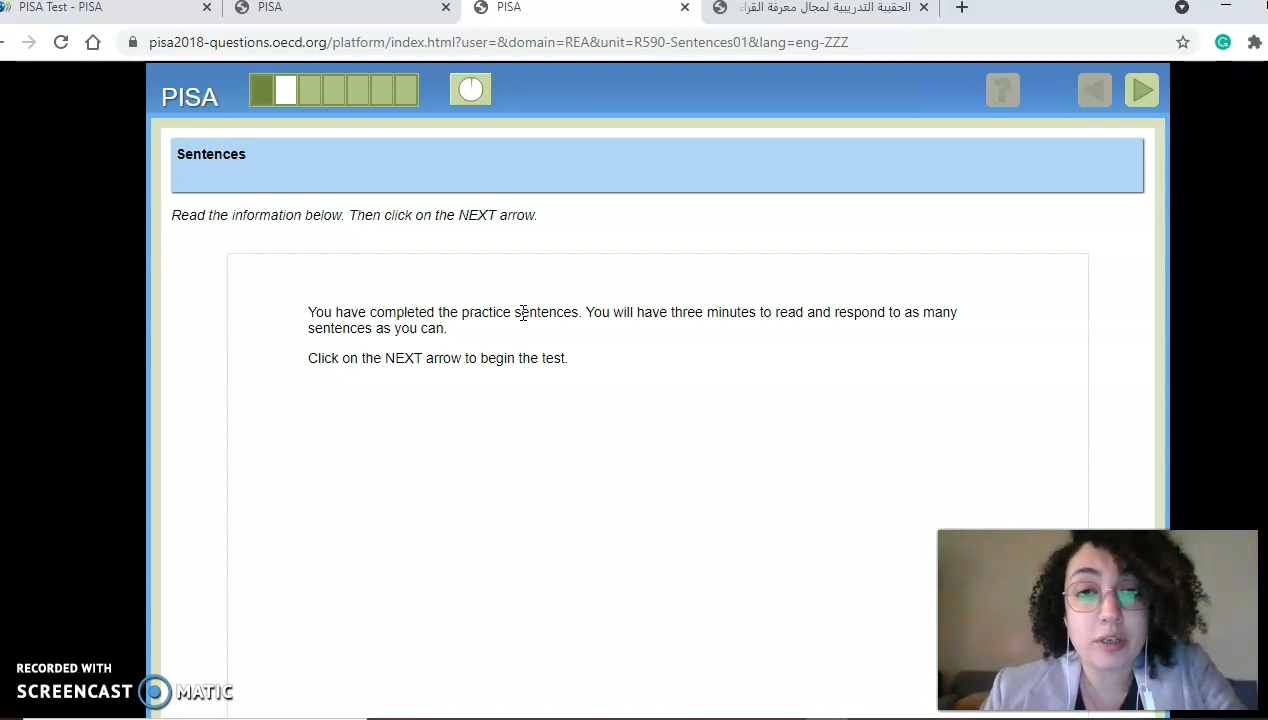 PISA Test - PISA
PISA
PISA
الحقيبة التدريبية لمجال معرفة القراء
pisa2018-questions.oecd.org/platform/index.html?user=&domain=REA&unit=R590-Sentences01&lang=eng-ZZZ
PISA
?
Sentences
Read the information below. Then click on the NEXT arrow.
You have completed the practice sentences. You will have three minutes to read and respond to as many
sentences as you can.
Click on the NEXT arrow to begin the test.
RECORDED WITH
SCREENCAST MATIC